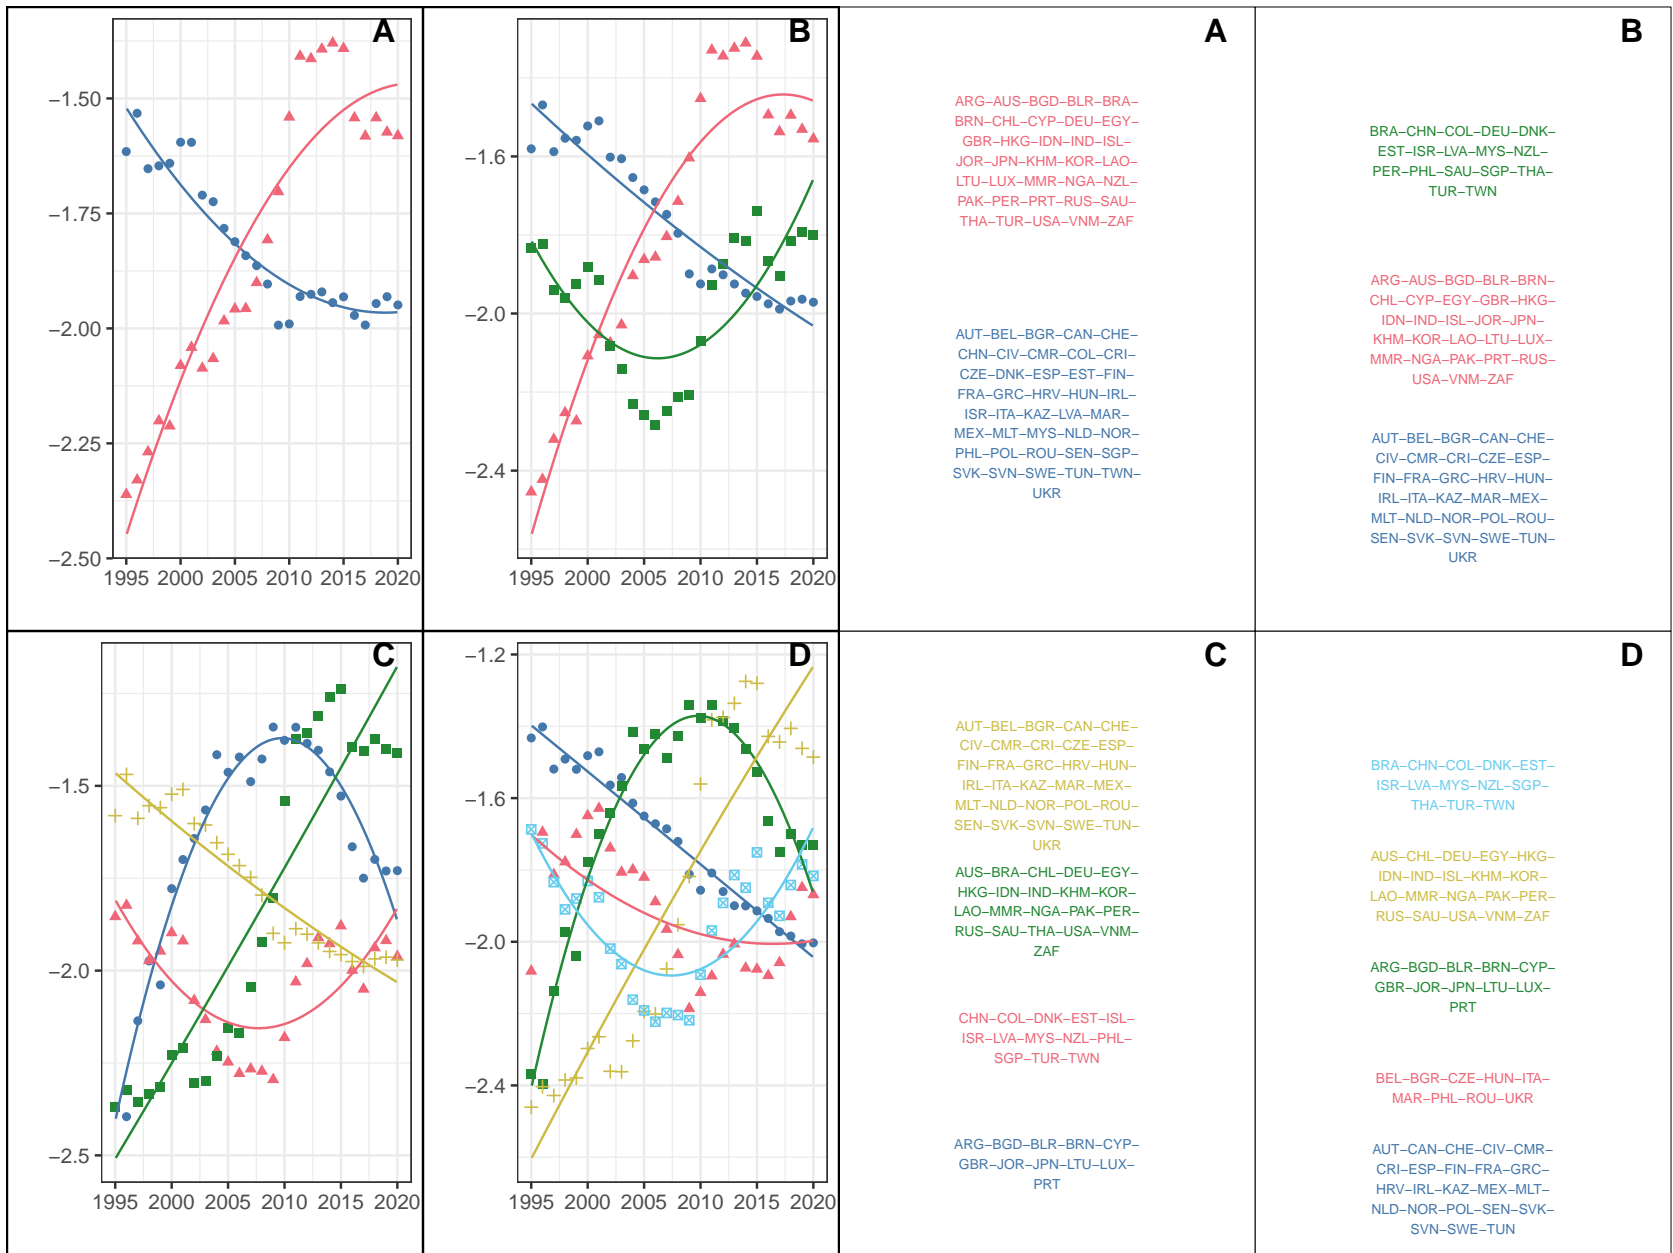 A
−1.50
−1.75
−2.00
−2.25
−2.50
1995 2000 2005 2010 2015 2020
B
−1.6
−2.0
−2.4
1995 2000 2005 2010 2015 2020
A
ARG−AUS−BGD−BLR−BRA−
BRN−CHL−CYP−DEU−EGY−
GBR−HKG−IDN−IND−ISL−
JOR−JPN−KHM−KOR−LAO−
LTU−LUX−MMR−NGA−NZL−
PAK−PER−PRT−RUS−SAU−
THA−TUR−USA−VNM−ZAF
AUT−BEL−BGR−CAN−CHE−
CHN−CIV−CMR−COL−CRI−
CZE−DNK−ESP−EST−FIN−
FRA−GRC−HRV−HUN−IRL−
ISR−ITA−KAZ−LVA−MAR−
MEX−MLT−MYS−NLD−NOR−
PHL−POL−ROU−SEN−SGP−
SVK−SVN−SWE−TUN−TWN−
UKR
B
BRA−CHN−COL−DEU−DNK−
EST−ISR−LVA−MYS−NZL−
PER−PHL−SAU−SGP−THA−
TUR−TWN
ARG−AUS−BGD−BLR−BRN−
CHL−CYP−EGY−GBR−HKG−
IDN−IND−ISL−JOR−JPN−
KHM−KOR−LAO−LTU−LUX−
MMR−NGA−PAK−PRT−RUS−
USA−VNM−ZAF
AUT−BEL−BGR−CAN−CHE−
CIV−CMR−CRI−CZE−ESP−
FIN−FRA−GRC−HRV−HUN−
IRL−ITA−KAZ−MAR−MEX−
MLT−NLD−NOR−POL−ROU−
SEN−SVK−SVN−SWE−TUN−
UKR
C
−1.5
−2.0
−2.5
1995 2000 2005 2010 2015 2020
D
−1.2
−1.6
−2.0
−2.4
1995 2000 2005 2010 2015 2020
C
AUT−BEL−BGR−CAN−CHE−
CIV−CMR−CRI−CZE−ESP−
FIN−FRA−GRC−HRV−HUN−
IRL−ITA−KAZ−MAR−MEX−
MLT−NLD−NOR−POL−ROU−
SEN−SVK−SVN−SWE−TUN−
UKR
AUS−BRA−CHL−DEU−EGY−
HKG−IDN−IND−KHM−KOR−
LAO−MMR−NGA−PAK−PER−
RUS−SAU−THA−USA−VNM−
ZAF
CHN−COL−DNK−EST−ISL−
ISR−LVA−MYS−NZL−PHL−
SGP−TUR−TWN
ARG−BGD−BLR−BRN−CYP−
GBR−JOR−JPN−LTU−LUX−
PRT
D
BRA−CHN−COL−DNK−EST−
ISR−LVA−MYS−NZL−SGP−
THA−TUR−TWN
AUS−CHL−DEU−EGY−HKG−
IDN−IND−ISL−KHM−KOR−
LAO−MMR−NGA−PAK−PER−
RUS−SAU−USA−VNM−ZAF
ARG−BGD−BLR−BRN−CYP−
GBR−JOR−JPN−LTU−LUX−
PRT
BEL−BGR−CZE−HUN−ITA−
MAR−PHL−ROU−UKR
AUT−CAN−CHE−CIV−CMR−
CRI−ESP−FIN−FRA−GRC−
HRV−IRL−KAZ−MEX−MLT−
NLD−NOR−POL−SEN−SVK−
SVN−SWE−TUN